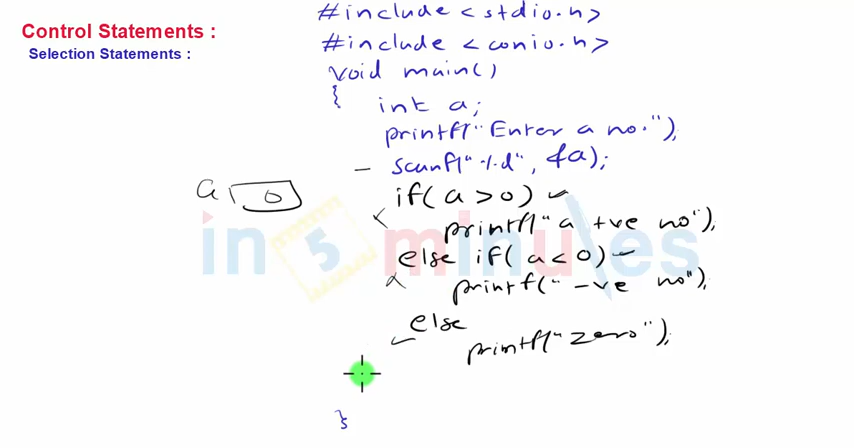 Control Statements :
Selection Statements :
#include <stdio.h>
#include <conio.h>
void main()
{ int a;
printf("Enter a no.");
scanf("%d", &a);
a 0
if( a > 0 )
printf("a +ve no");
else if( a < 0 )
printf(" -ve no");
else
printf("zero");
}
in 5 minutes